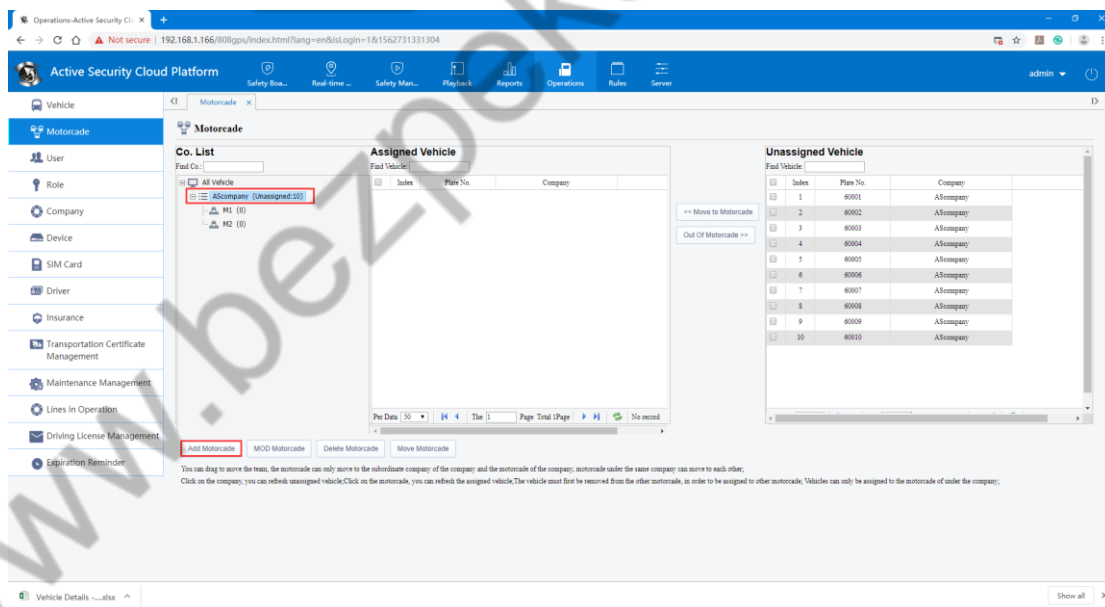 Operations-Active Security Clo
Not secure | 192.168.1.166/808gps/index.html?lang=en&isLogin=1&1562731331304
Active Security Cloud Platform
Safety Boa...
Real-time ...
Safety Man...
Playback
Reports
Operations
Rules
Server
admin
Vehicle
Motorcade
User
Role
Company
Device
SIM Card
Driver
Insurance
Transportation Certificate
Management
Maintenance Management
Lines in Operation
Driving License Management
Expiration Reminder
Motorcade
Motorcade
Co. List
Find Co.:
All Vehicle
AScompany (Unassigned:10)
M1 (0)
M2 (0)
Assigned Vehicle
Find Vehicle:
Index Plate No. Company
Per Data 50 The 1 Page Total 1Page No record
<< Move to Motorcade
Out Of Motorcade >>
Unassigned Vehicle
Find Vehicle:
Index Plate No. Company
1 60001 AScompany
2 60002 AScompany
3 60003 AScompany
4 60004 AScompany
5 60005 AScompany
6 60006 AScompany
7 60007 AScompany
8 60008 AScompany
9 60009 AScompany
10 60010 AScompany
Add Motorcade MOD Motorcade Delete Motorcade Move Motorcade
You can drag to move the team, the motorcade can only move to the subordinate company of the company and the motorcade of the company, motorcade under the same company can move to each other;
Click on the company, you can refresh unassigned vehicle;Click on the motorcade, you can refresh the assigned vehicle;The vehicle must first be removed from the other motorcade, in order to be assigned to other motorcade; Vehicles can only be assigned to the motorcade of under the company;
Vehicle Details -....xlsx
Show all